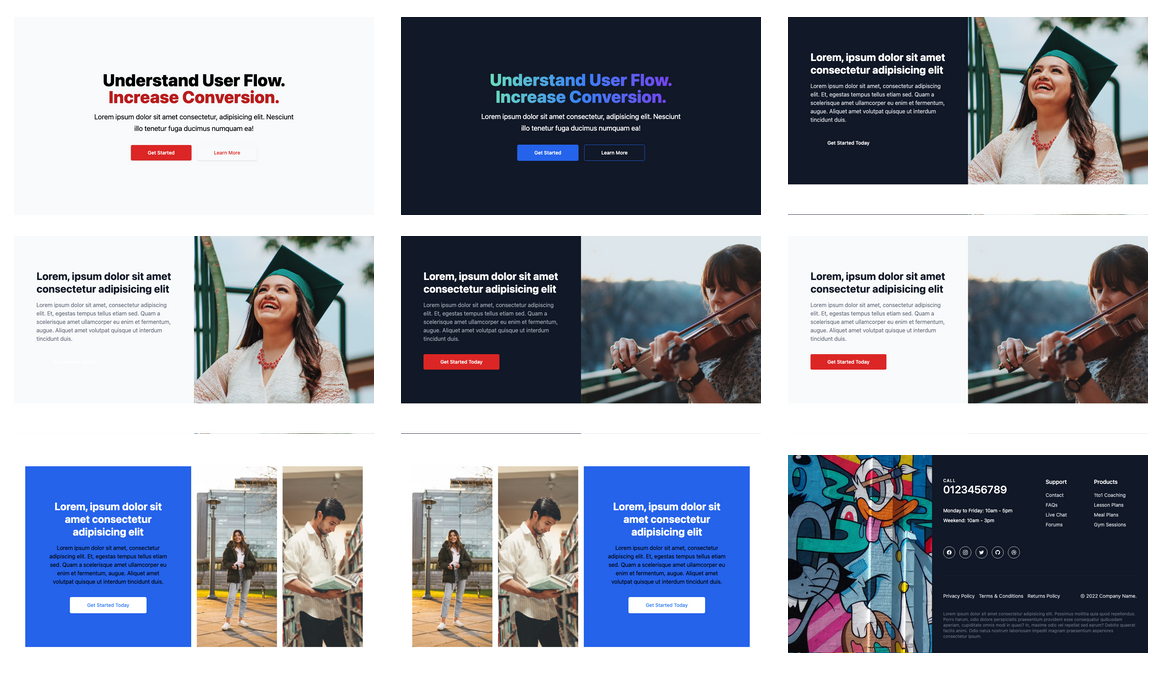 Understand User Flow.
Increase Conversion.
Lorem ipsum dolor sit amet consectetur, adipisicing elit. Nesciunt
illo tenetur fuga ducimus numquam ea!
Get Started
Learn More
Understand User Flow.
Increase Conversion.
Lorem ipsum dolor sit amet consectetur, adipisicing elit. Nesciunt
illo tenetur fuga ducimus numquam ea!
Get Started
Learn More
Lorem, ipsum dolor sit amet
consectetur adipisicing elit
Lorem ipsum dolor sit amet, consectetur adipiscing
elit. Et, egestas tempus tellus etiam sed. Quam a
scelerisque amet ullamcorper eu enim et fermentum,
augue. Aliquet amet volutpat quisque ut interdum
tincidunt duis.
Get Started Today
Lorem, ipsum dolor sit amet
consectetur adipisicing elit
Lorem ipsum dolor sit amet, consectetur adipiscing
elit. Et, egestas tempus tellus etiam sed. Quam a
scelerisque amet ullamcorper eu enim et fermentum,
augue. Aliquet amet volutpat quisque ut interdum
tincidunt duis.
Lorem, ipsum dolor sit amet
consectetur adipisicing elit
Lorem ipsum dolor sit amet, consectetur adipiscing
elit. Et, egestas tempus tellus etiam sed. Quam a
scelerisque amet ullamcorper eu enim et fermentum,
augue. Aliquet amet volutpat quisque ut interdum
tincidunt duis.
Get Started Today
Lorem, ipsum dolor sit amet
consectetur adipisicing elit
Lorem ipsum dolor sit amet, consectetur adipiscing
elit. Et, egestas tempus tellus etiam sed. Quam a
scelerisque amet ullamcorper eu enim et fermentum,
augue. Aliquet amet volutpat quisque ut interdum
tincidunt duis.
Get Started Today
Lorem, ipsum dolor sit
amet consectetur
adipisicing elit
Lorem ipsum dolor sit amet, consectetur
adipiscing elit. Et, egestas tempus tellus etiam
sed. Quam a scelerisque amet ullamcorper eu
enim et fermentum, augue. Aliquet amet
volutpat quisque ut interdum tincidunt duis.
Get Started Today
Lorem, ipsum dolor sit
amet consectetur
adipisicing elit
Lorem ipsum dolor sit amet, consectetur
adipiscing elit. Et, egestas tempus tellus etiam
sed. Quam a scelerisque amet ullamcorper eu
enim et fermentum, augue. Aliquet amet
volutpat quisque ut interdum tincidunt duis.
Get Started Today
CALL
0123456789
Monday to Friday: 10am - 5pm
Weekend: 10am - 3pm
Support
Contact
FAQs
Live Chat
Forums
Products
1to1 Coaching
Lesson Plans
Meal Plans
Gym Sessions
Privacy Policy Terms & Conditions Returns Policy
© 2022 Company Name.
Lorem ipsum dolor sit amet consectetur adipisicing elit. Possimus mollitia quia quod repellendus.